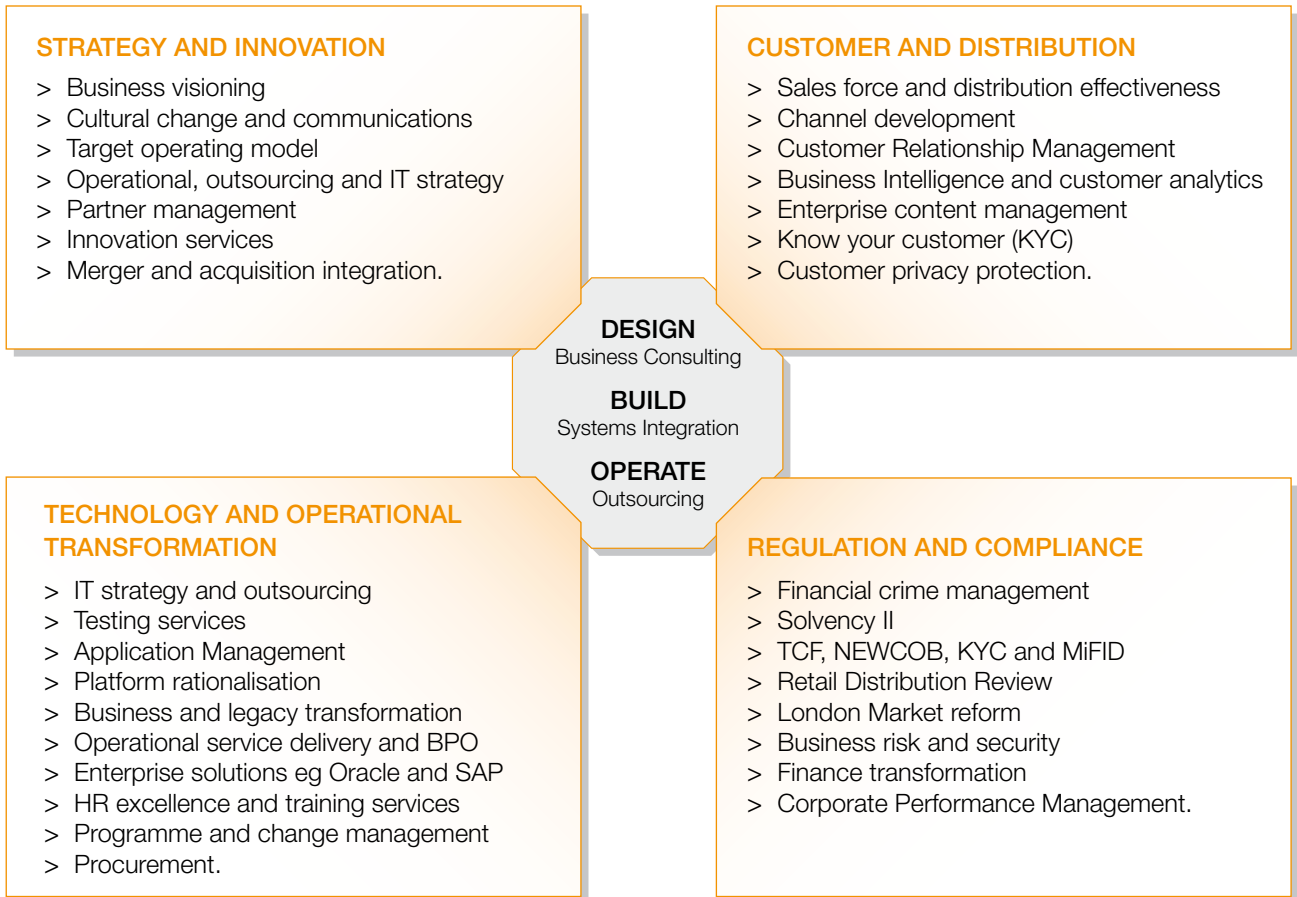 STRATEGY AND INNOVATION
> Business visioning
> Cultural change and communications
> Target operating model
> Operational, outsourcing and IT strategy
> Partner management
> Innovation services
> Merger and acquisition integration.
CUSTOMER AND DISTRIBUTION
> Sales force and distribution effectiveness
> Channel development
> Customer Relationship Management
> Business Intelligence and customer analytics
> Enterprise content management
> Know your customer (KYC)
> Customer privacy protection.
DESIGN
Business Consulting
BUILD
Systems Integration
OPERATE
Outsourcing
TECHNOLOGY AND OPERATIONAL
TRANSFORMATION
> IT strategy and outsourcing
> Testing services
> Application Management
> Platform rationalisation
> Business and legacy transformation
> Operational service delivery and BPO
> Enterprise solutions eg Oracle and SAP
> HR excellence and training services
> Programme and change management
> Procurement.
REGULATION AND COMPLIANCE
> Financial crime management
> Solvency II
> TCF, NEWCOB, KYC and MiFID
> Retail Distribution Review
> London Market reform
> Business risk and security
> Finance transformation
> Corporate Performance Management.